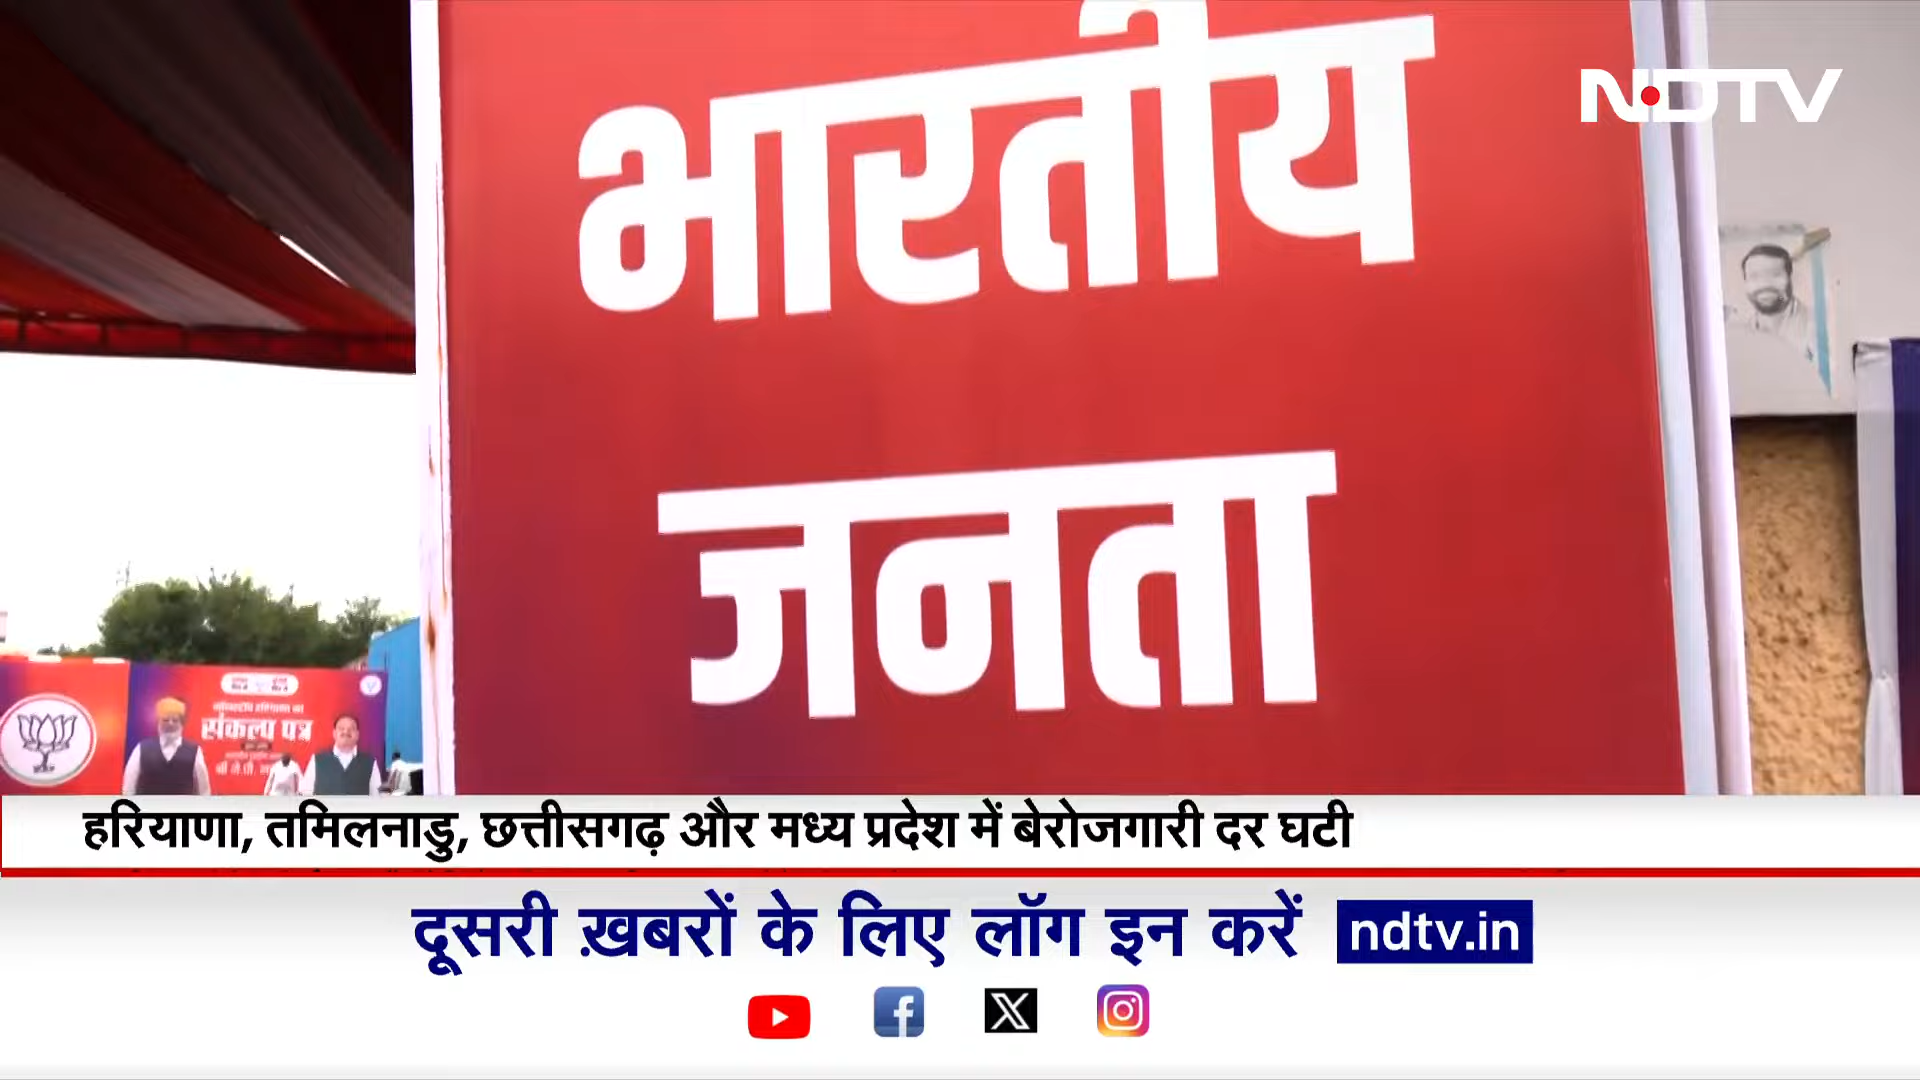 भारतीय
NDTV
जनता
संकल्प पत्र
हरियाणा, तमिलनाडु, छत्तीसगढ़ और मध्य प्रदेश में बेरोजगारी दर घटी
दूसरी ख़बरों के लिए लॉग इन करें ndtv.in